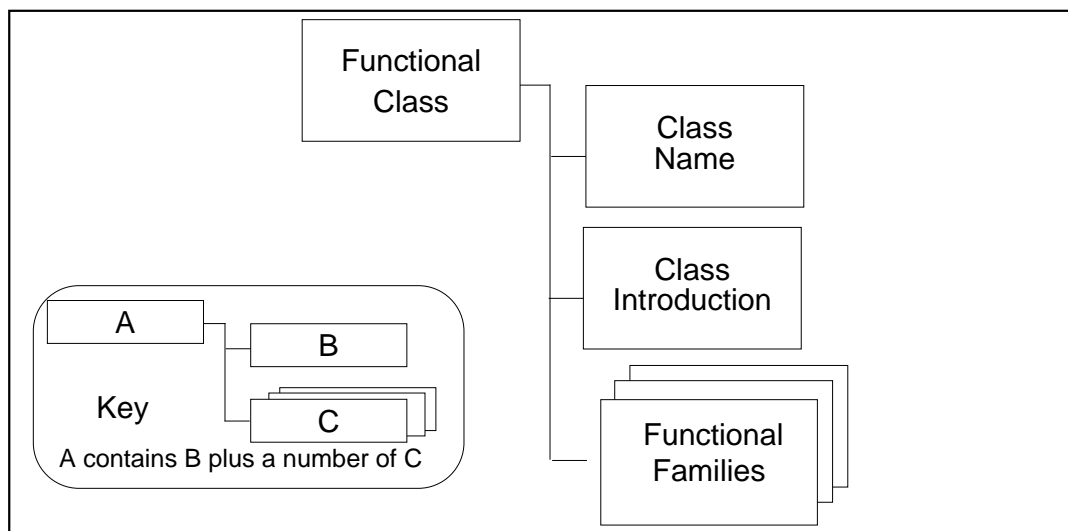 Functional
Class
Class
Name
Class
Introduction
Functional
Families
A
B
C
Key
A contains B plus a number of C